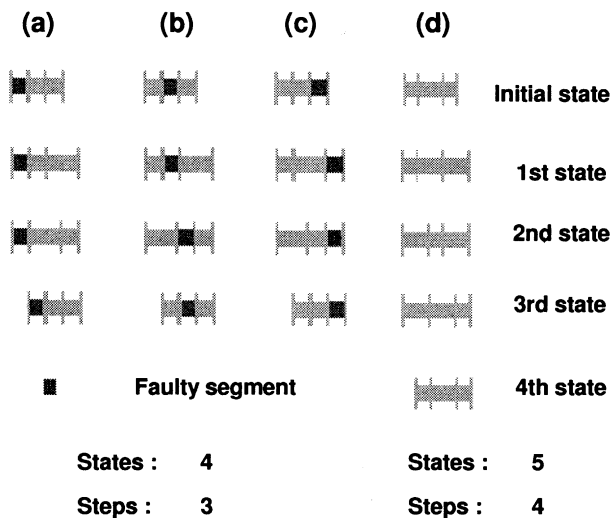 (a) (b) (c) (d)
Initial state
1st state
2nd state
3rd state
Faulty segment 4th state
States : 4 States : 5
Steps : 3 Steps : 4